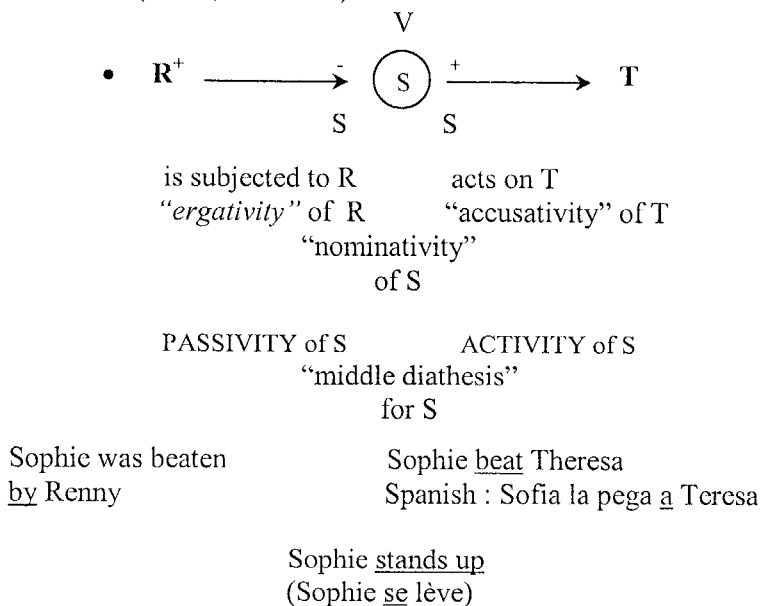 V
• R+ - S + T
S S
is subjected to R acts on T
"ergativity" of R "accusativity" of T
"nominativity"
of S
PASSIVITY of S ACTIVITY of S
"middle diathesis"
for S
Sophie was beaten Sophie beat Theresa
by Renny Spanish : Sofia la pega a Teresa
Sophie stands up
(Sophie se lève)